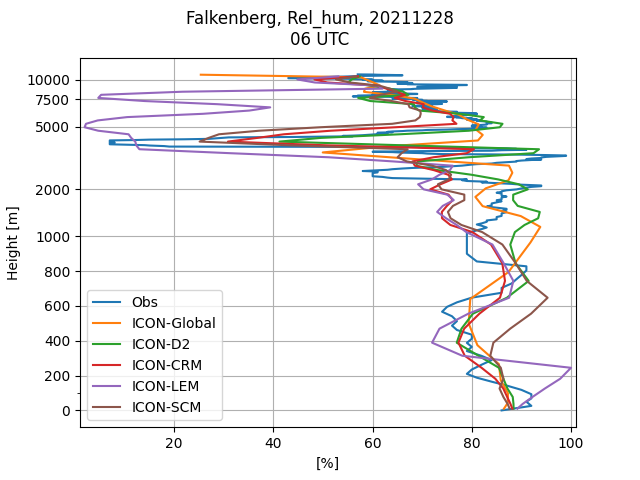 Falkenberg, Rel_hum, 20211228
06 UTC
Height [m]
10000
7500
5000
2000
1000
800
600
400
200
0
Obs
ICON-Global
ICON-D2
ICON-CRM
ICON-LEM
ICON-SCM
20 40 60 80 100
[%]